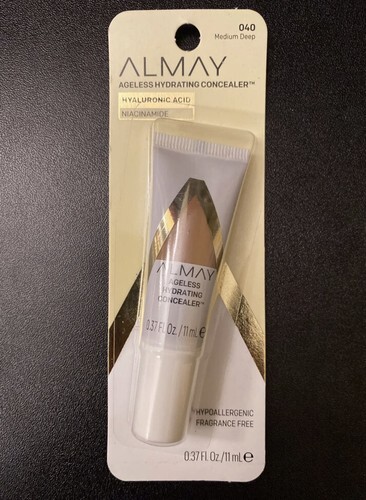 040
Medium Deep
ALMAY
AGELESS HYDRATING CONCEALER™
HYALURONIC ACID
NIACINAMIDE
ALMAY
AGELESS
HYDRATING
CONCEALER™
0.37 Fl. Oz. / 11 mL e
HYPOALLERGENIC
FRAGRANCE FREE
0.37 Fl. Oz. / 11 mL e